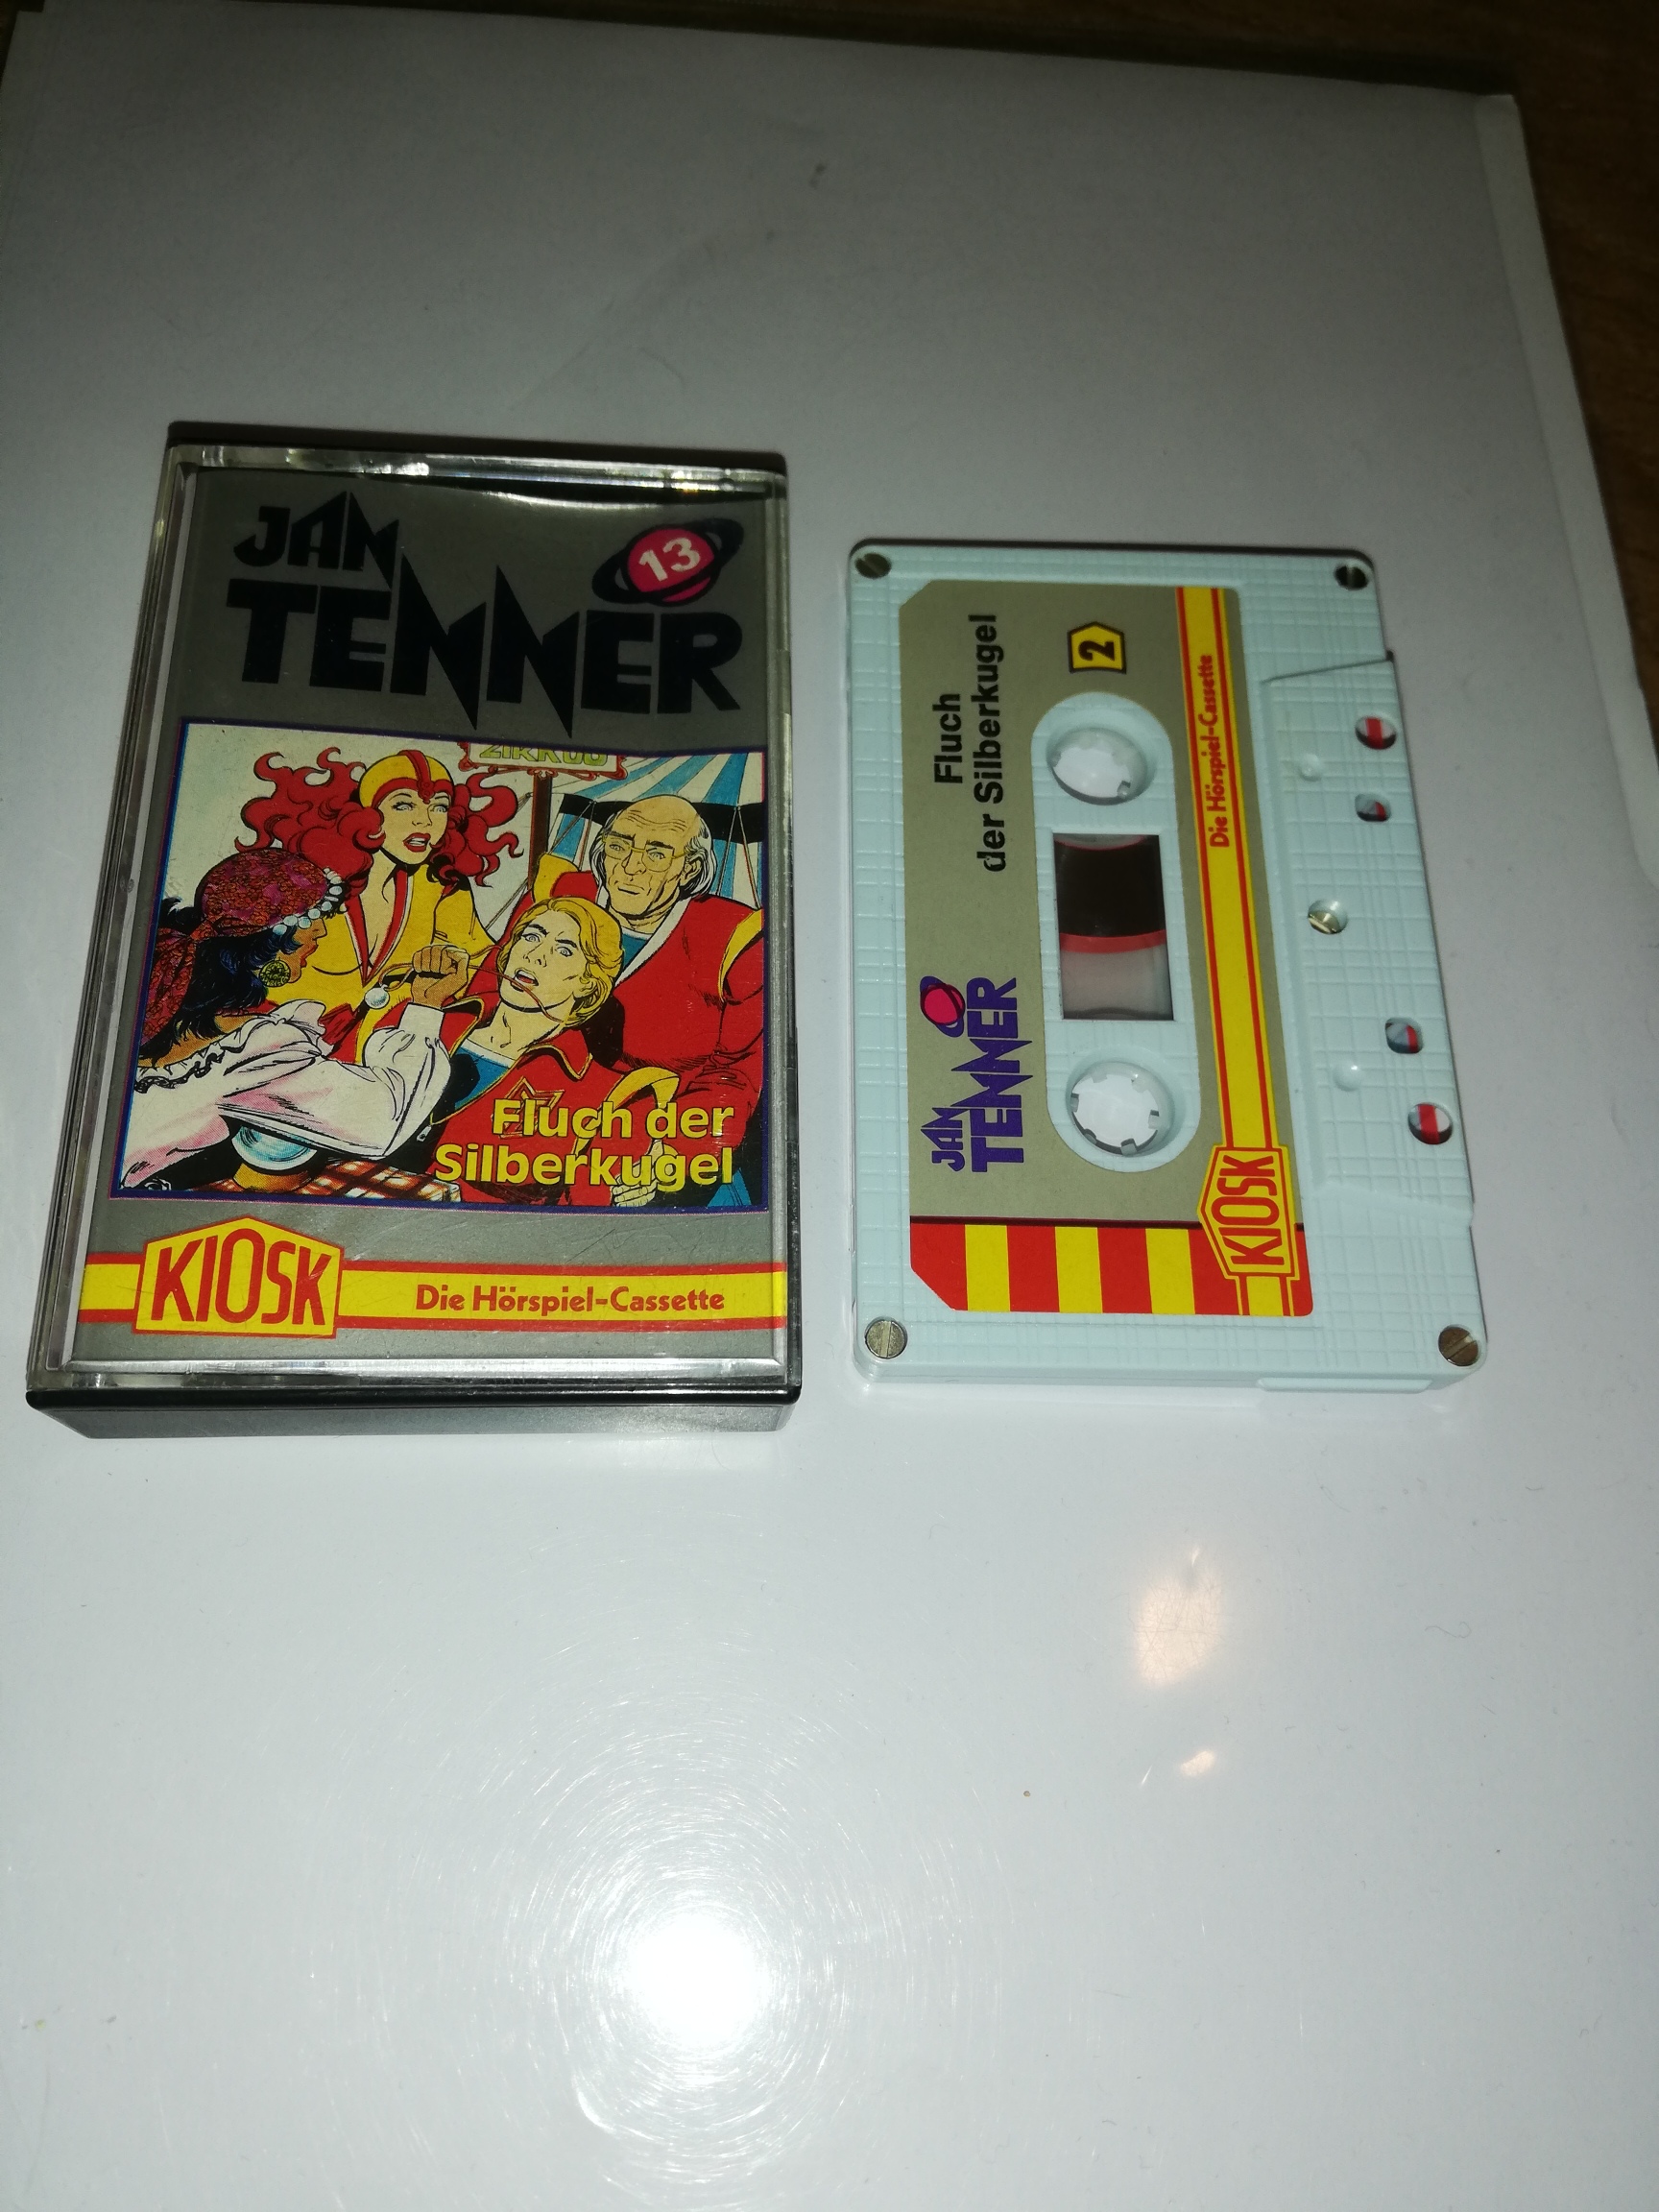 JAN
TENNER
13
Fluch der
Silberkugel
KIOSK
Die Hörspiel-Cassette
Fluch
der Silberkugel
2
JAN
TENNER
Die Hörspiel-Cassette
KIOSK